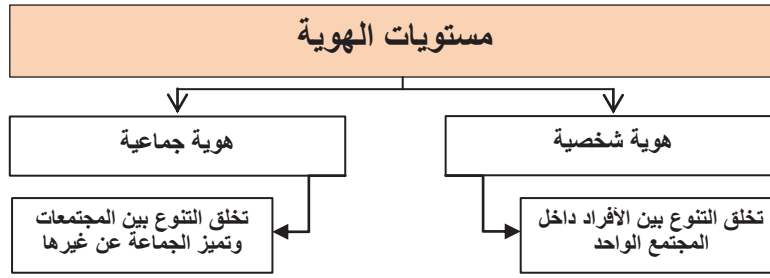 مستويات الهوية
هوية شخصية
هوية جماعية
تخلق التنوع بين الأفراد داخل
المجتمع الواحد
تخلق التنوع بين المجتمعات
وتميز الجماعة عن غيرها